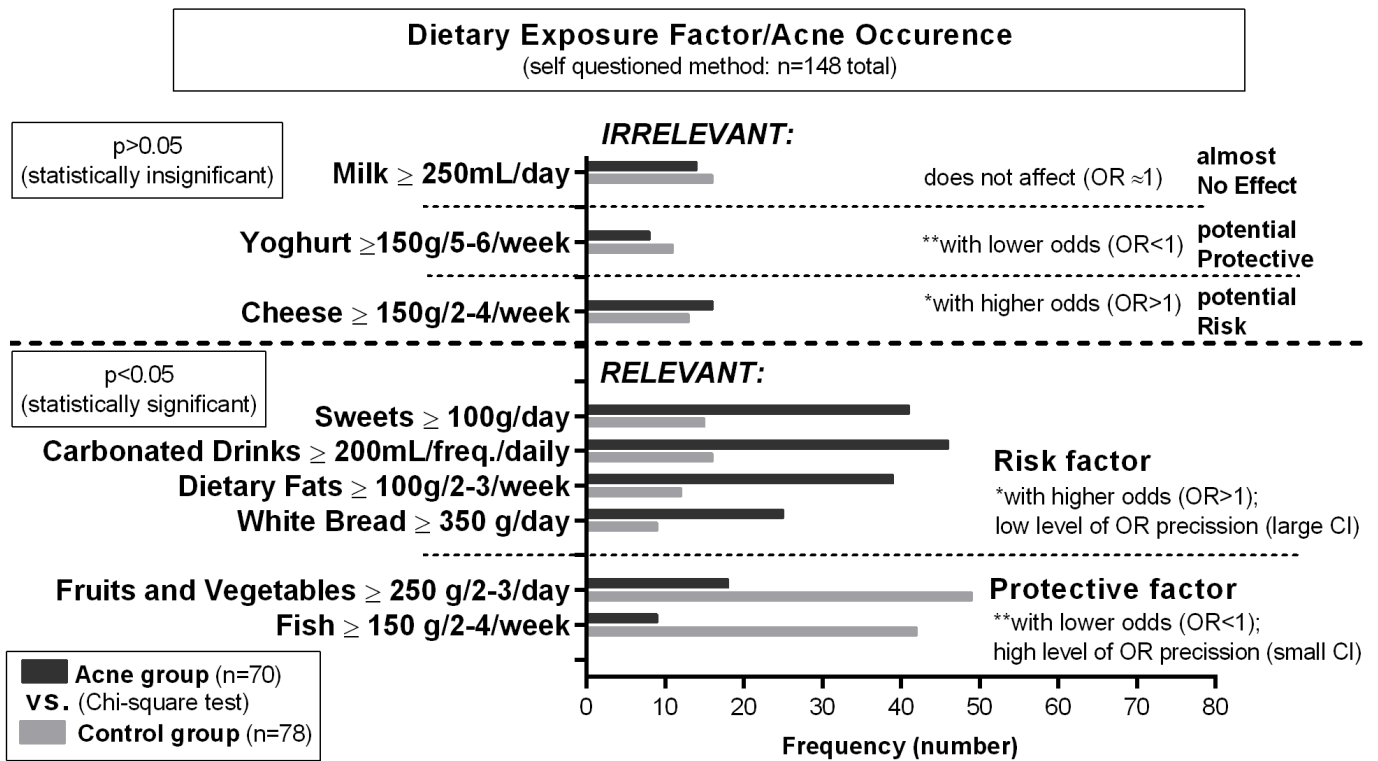 Dietary Exposure Factor/Acne Occurence
(self questioned method: n=148 total)
p>0.05
(statistically insignificant)
IRRELEVANT:
Milk ≥ 250mL/day
does not affect (OR ≈1)
almost
No Effect
Yoghurt ≥150g/5-6/week
**with lower odds (OR<1)
potential
Protective
Cheese ≥ 150g/2-4/week
*with higher odds (OR>1)
potential
Risk
p<0.05
(statistically significant)
RELEVANT:
Sweets ≥ 100g/day
Carbonated Drinks ≥ 200mL/freq./daily
Dietary Fats ≥ 100g/2-3/week
White Bread ≥ 350 g/day
Risk factor
*with higher odds (OR>1);
low level of OR precission (large CI)
Fruits and Vegetables ≥ 250 g/2-3/day
Fish ≥ 150 g/2-4/week
Protective factor
**with lower odds (OR<1);
high level of OR precission (small CI)
Acne group (n=70)
vs. (Chi-square test)
Control group (n=78)
0 10 20 30 40 50 60 70 80
Frequency (number)